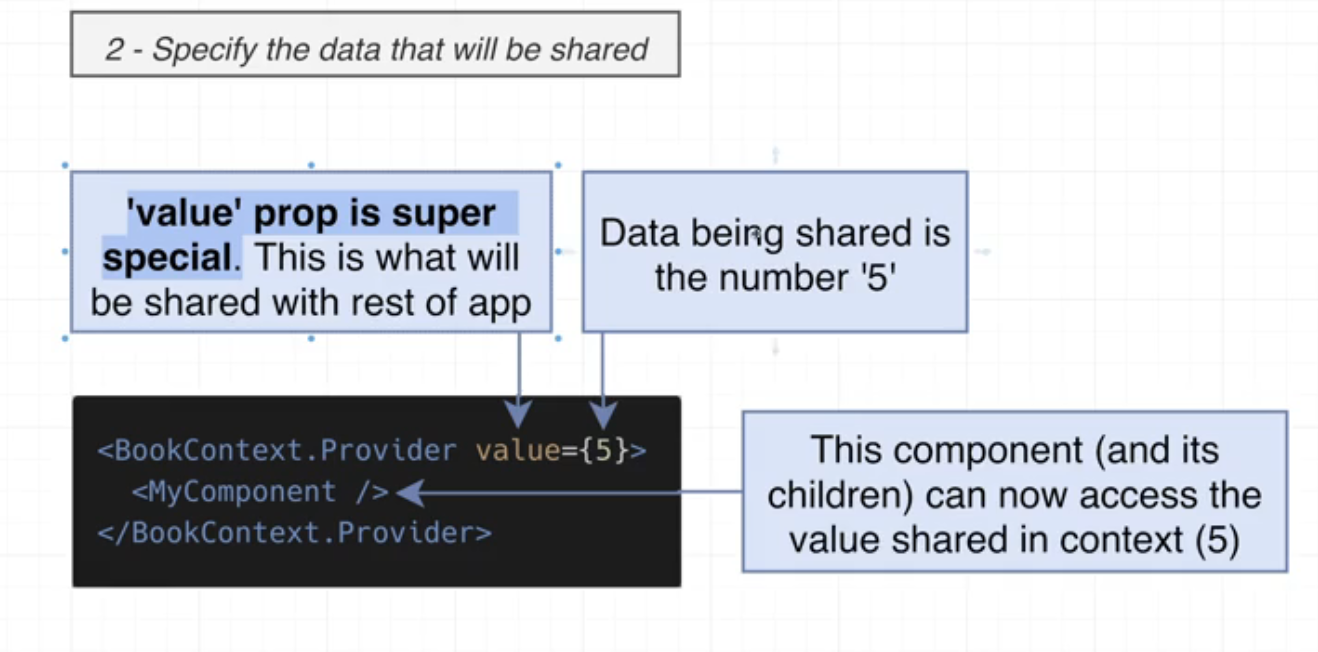 2 - Specify the data that will be shared
'value' prop is super
special. This is what will
be shared with rest of app
Data being shared is
the number '5'
<BookContext.Provider value={5}>
<MyComponent />
</BookContext.Provider>
This component (and its
children) can now access the
value shared in context (5)